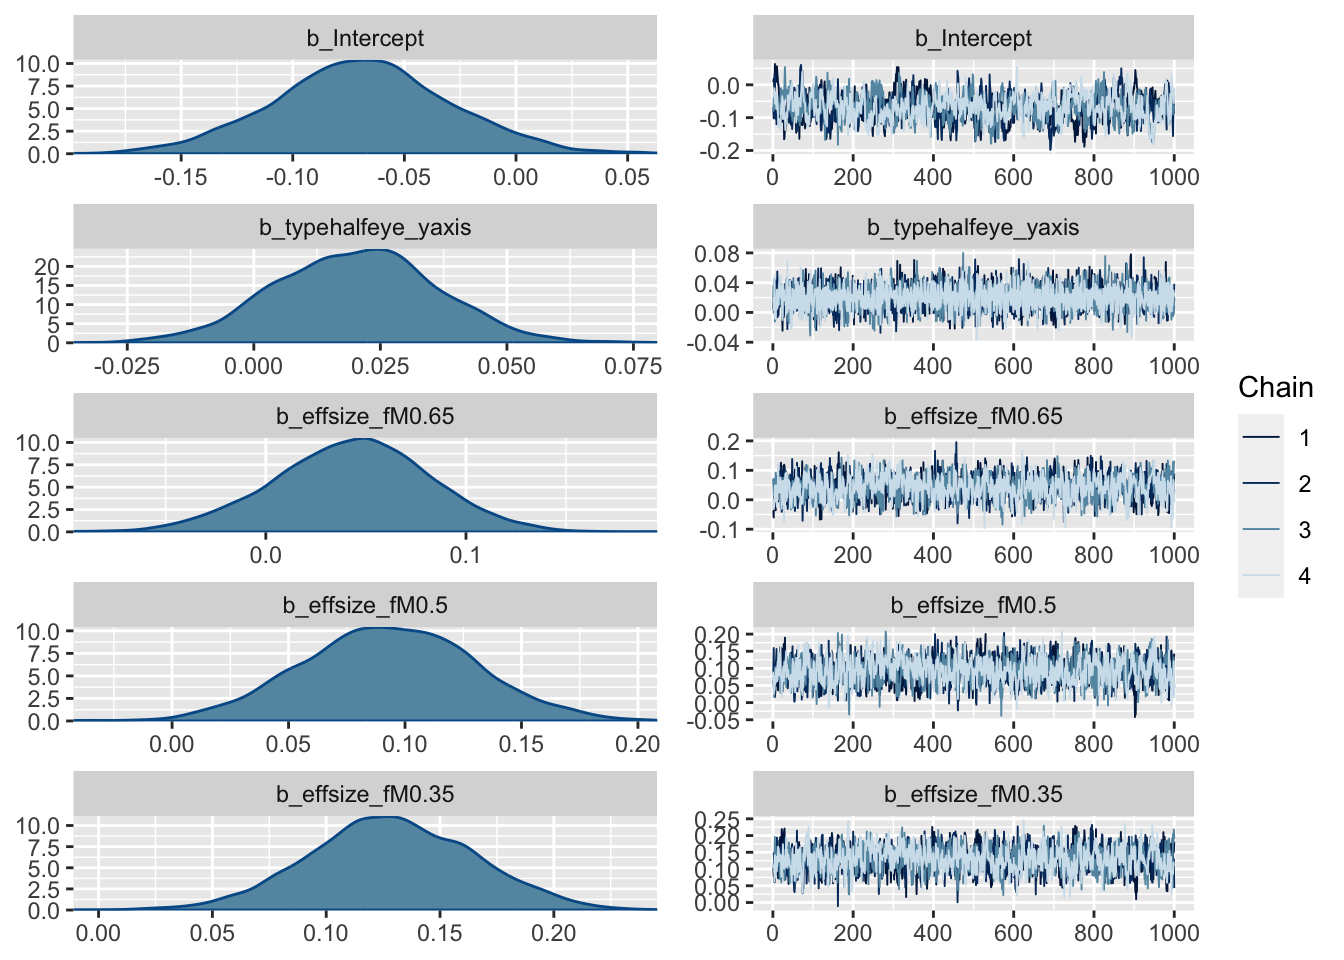 b_Intercept
10.0
7.5
5.0
2.5
0.0
-0.15 -0.10 -0.05 0.00 0.05
b_Intercept
0.0
-0.1
-0.2
0 200 400 600 800 1000
b_typehalfeye_yaxis
20
15
10
5
0
-0.025 0.000 0.025 0.050 0.075
b_typehalfeye_yaxis
0.08
0.04
0.00
-0.04
0 200 400 600 800 1000
b_effsize_fM0.65
10.0
7.5
5.0
2.5
0.0
0.0 0.1
b_effsize_fM0.65
0.2
0.1
0.0
-0.1
0 200 400 600 800 1000
b_effsize_fM0.5
10.0
7.5
5.0
2.5
0.0
0.00 0.05 0.10 0.15 0.20
b_effsize_fM0.5
0.20
0.15
0.10
0.05
0.00
-0.05
0 200 400 600 800 1000
b_effsize_fM0.35
10.0
7.5
5.0
2.5
0.0
0.00 0.05 0.10 0.15 0.20
b_effsize_fM0.35
0.25
0.20
0.15
0.10
0.05
0.00
0 200 400 600 800 1000
Chain
1
2
3
4